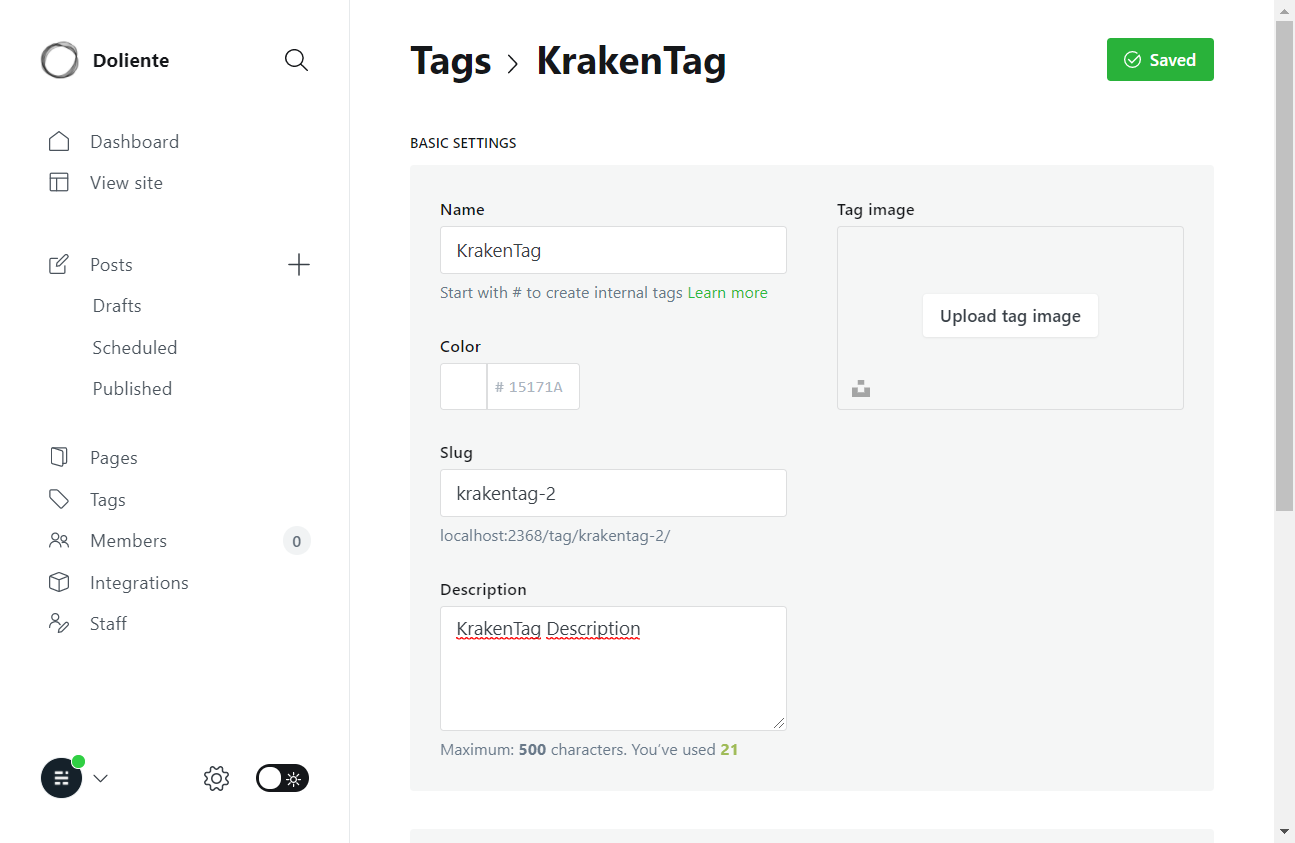 Doliente
Dashboard
View site
Posts
Drafts
Scheduled
Published
Pages
Tags
Members 0
Integrations
Staff
Tags › KrakenTag
Saved
BASIC SETTINGS
Name
KrakenTag
Start with # to create internal tags Learn more
Color
# 15171A
Slug
krakentag-2
localhost:2368/tag/krakentag-2/
Description
KrakenTag Description
Maximum: 500 characters. You’ve used 21
Tag image
Upload tag image